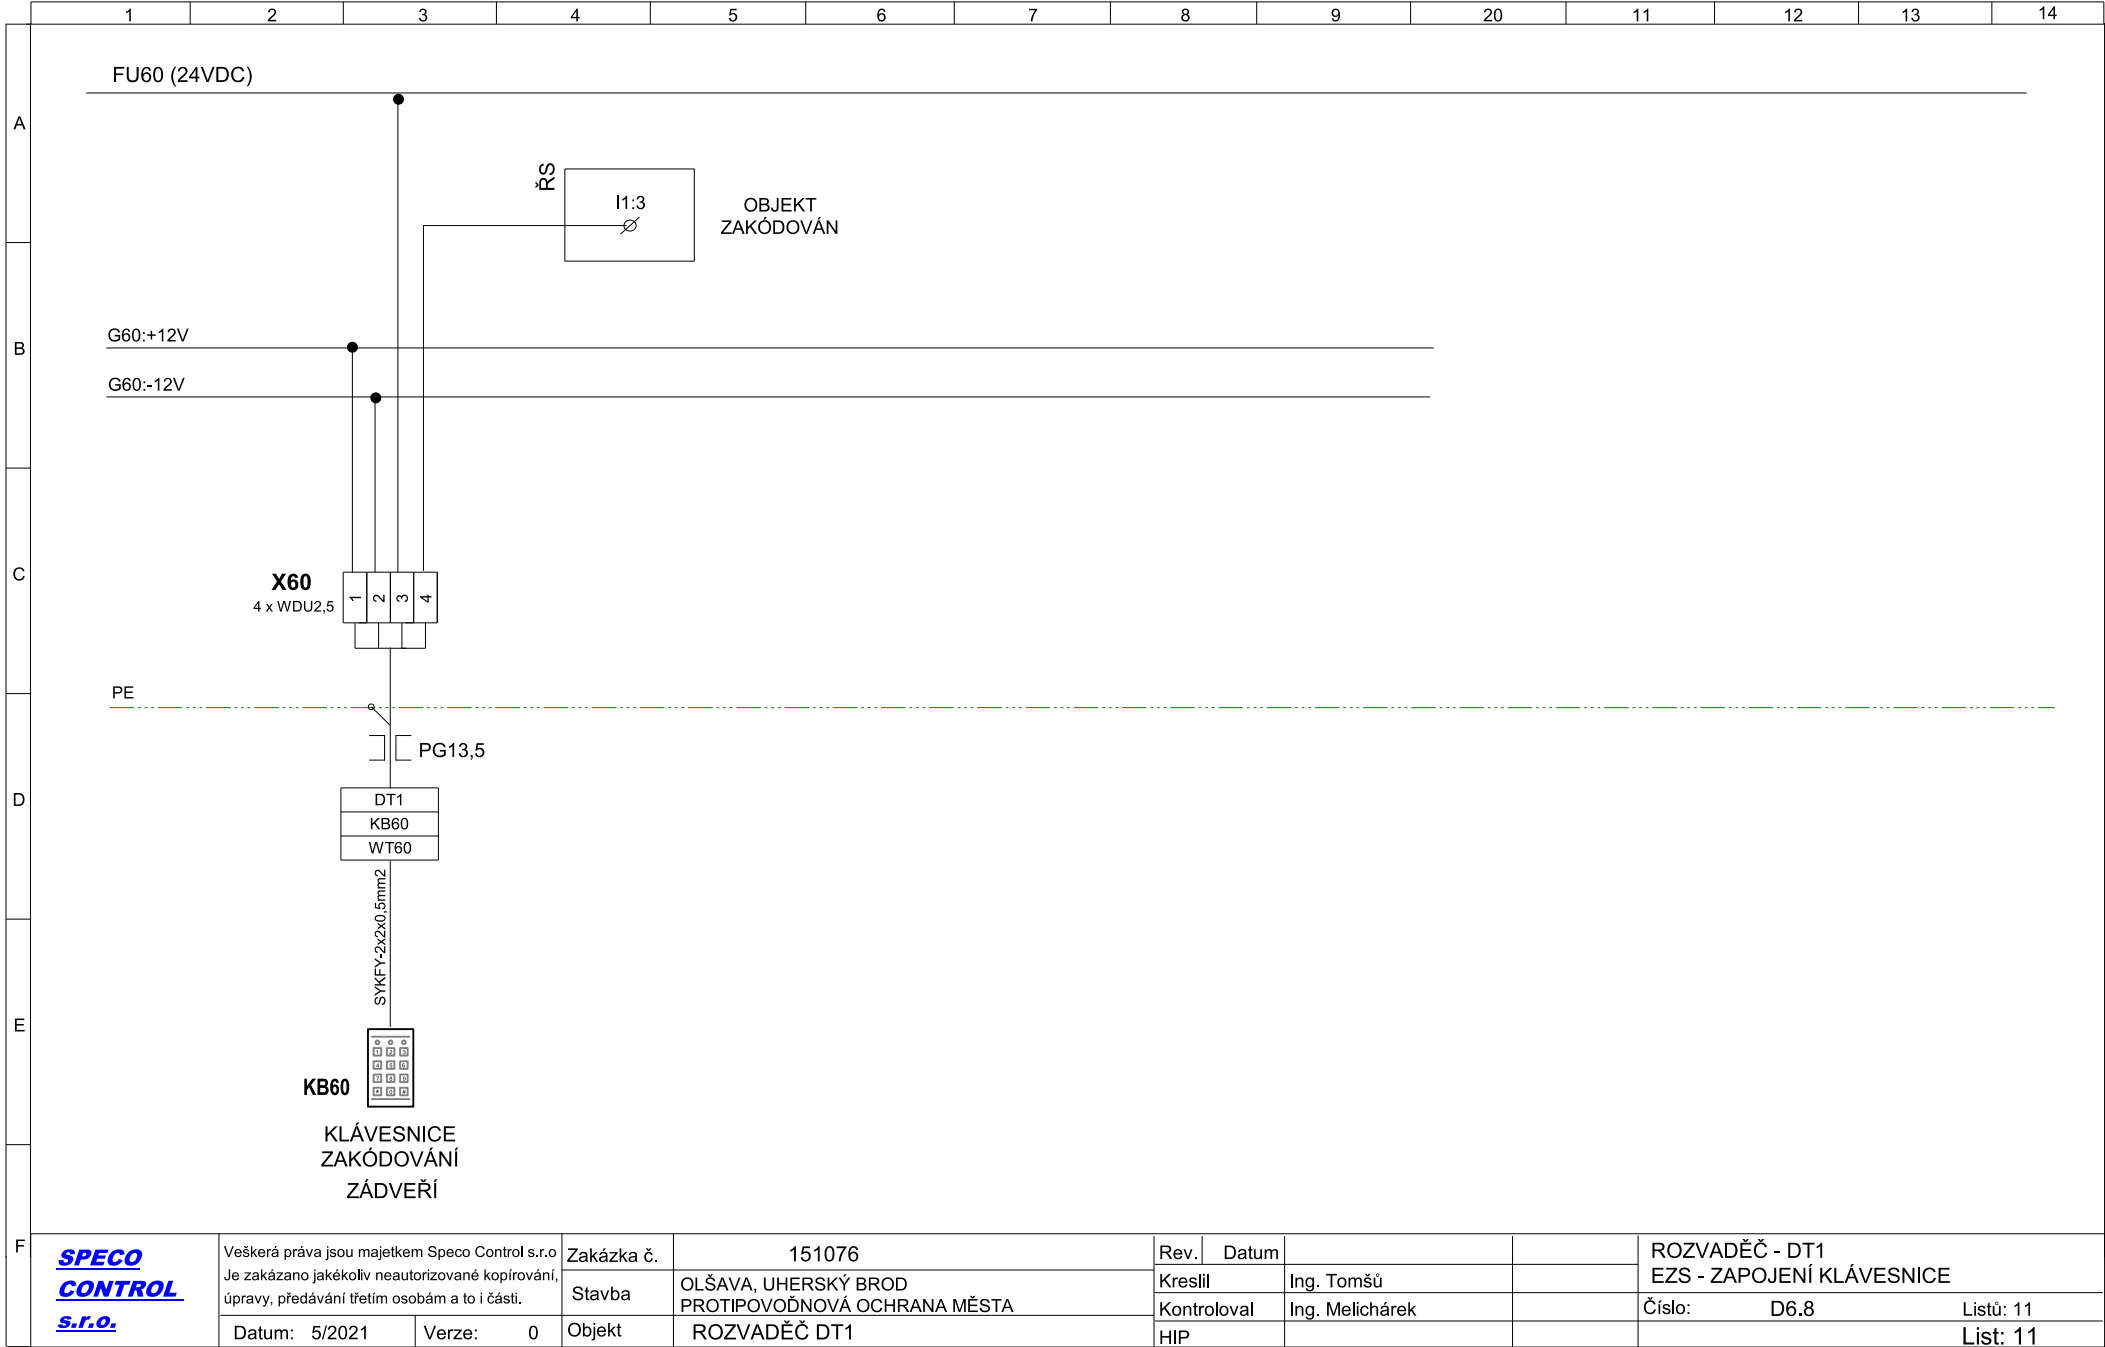 1 2 3 4 5 6 7 8 9 20 11 12 13 14
FU60 (24VDC)
A
ŘS
I1:3
OBJEKT
ZAKÓDOVÁN
B
G60:+12V
G60:-12V
C
X60
4 x WDU2,5
1 2 3 4
PE
PG13,5
D
DT1
KB60
WT60
SYKFY-2x2x0,5mm2
E
KB60
KLÁVESNICE
ZAKÓDOVÁNÍ
ZÁDVEŘÍ
F
SPECO
CONTROL
s.r.o.
Veškerá práva jsou majetkem Speco Control s.r.o
Je zakázano jakékoliv neautorizované kopírování,
úpravy, předávání třetím osobám a to i části.
Datum: 5/2021 Verze: 0
Zakázka č. 151076
Stavba OLŠAVA, UHERSKÝ BROD
PROTIPOVOĎNOVÁ OCHRANA MĚSTA
Objekt ROZVADĚČ DT1
Rev. Datum
Kreslil Ing. Tomšů
Kontroloval Ing. Melichárek
HIP
ROZVADĚČ - DT1
EZS - ZAPOJENÍ KLÁVESNICE
Číslo: D6.8 Listů: 11
List: 11